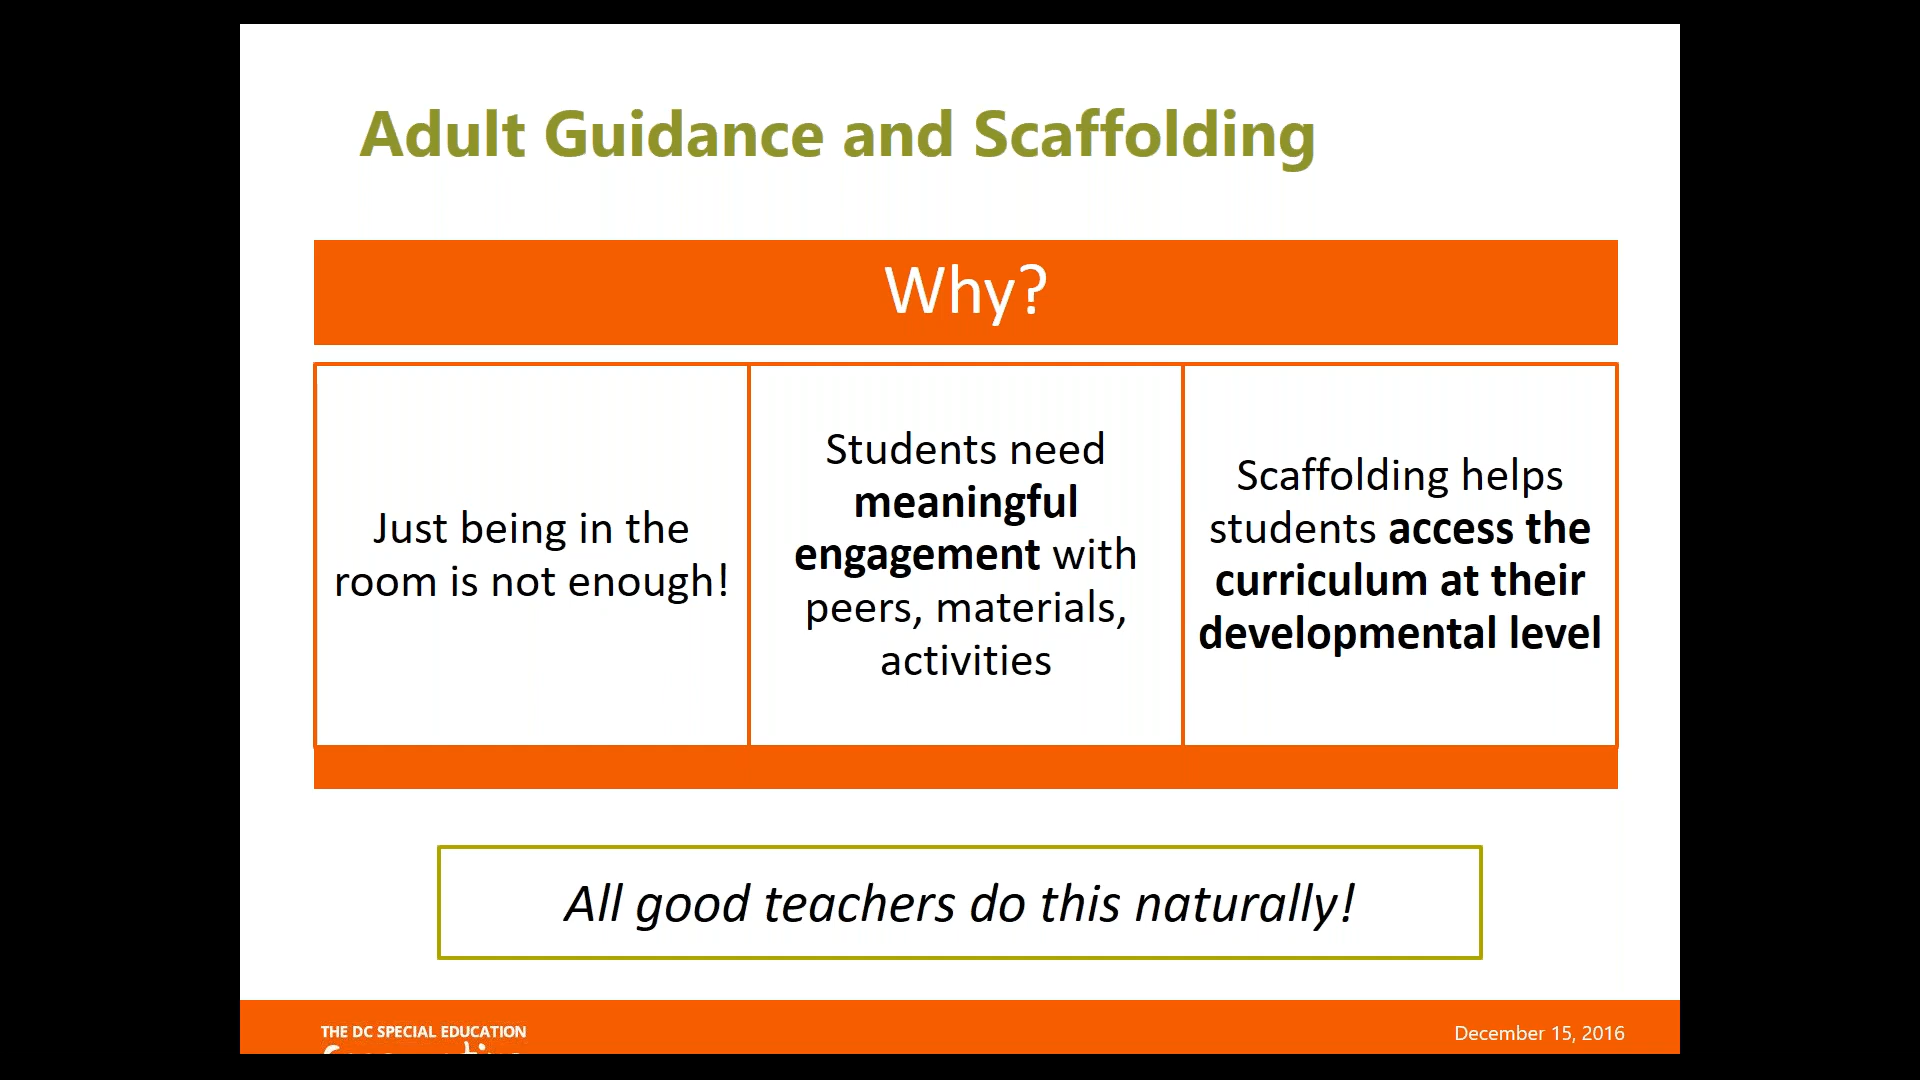 Adult Guidance and Scaffolding
Why?
Just being in the
room is not enough!
Students need
meaningful
engagement with
peers, materials,
activities
Scaffolding helps
students access the
curriculum at their
developmental level
All good teachers do this naturally!
THE DC SPECIAL EDUCATION
December 15, 2016